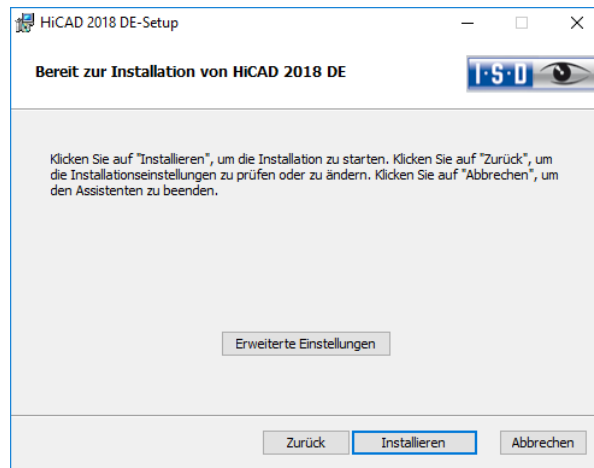 HiCAD 2018 DE-Setup
Bereit zur Installation von HiCAD 2018 DE
I·S·D
Klicken Sie auf "Installieren", um die Installation zu starten. Klicken Sie auf "Zurück", um
die Installationseinstellungen zu prüfen oder zu ändern. Klicken Sie auf "Abbrechen", um
den Assistenten zu beenden.
Erweiterte Einstellungen
Zurück
Installieren
Abbrechen